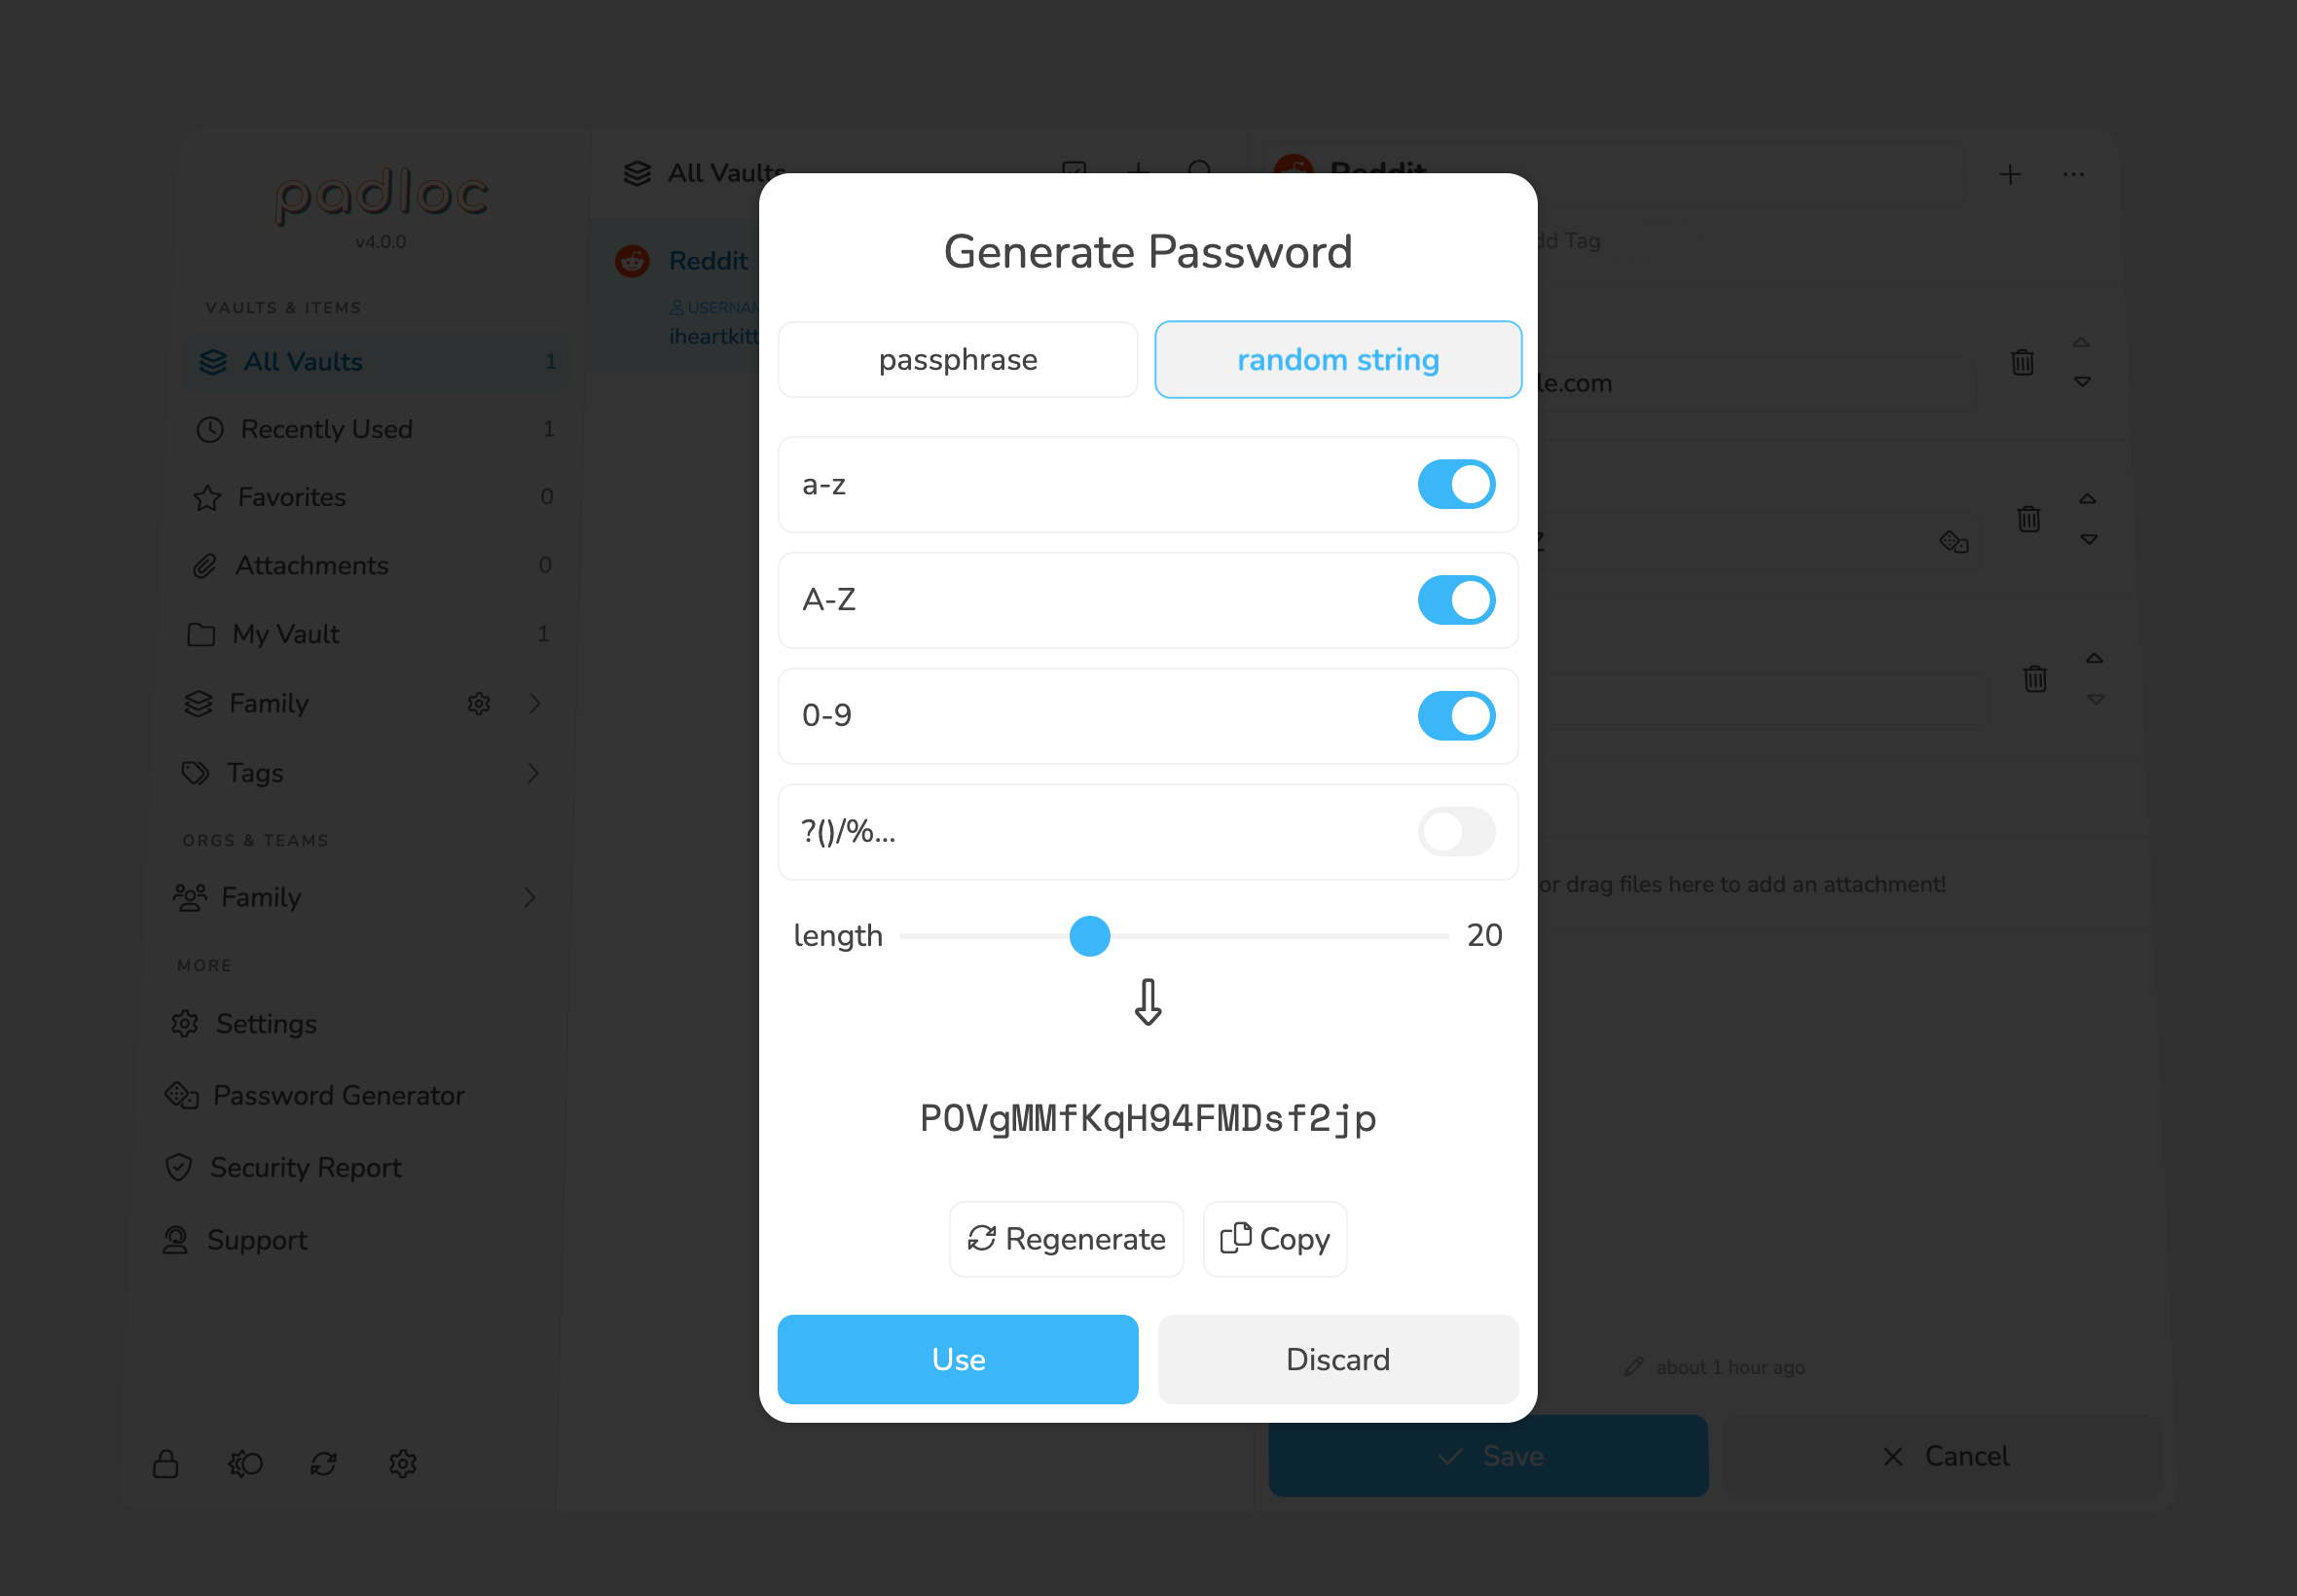 padloc
v4.0.0
VAULTS & ITEMS
All Vaults 1
Recently Used 1
Favorites 0
Attachments 0
My Vault 1
Family
Tags
ORGS & TEAMS
Family
MORE
Settings
Password Generator
Security Report
Support
All Vaults
Reddit
USERNAM
iheartkitt
Generate Password
passphrase
random string
a-z
A-Z
0-9
?()/%...
length 20
P0VgMMfKqH94FMDsf2jp
Regenerate
Copy
Use
Discard
Reddit
dd Tag
le.com
Z
or drag files here to add an attachment!
about 1 hour ago
Save
Cancel